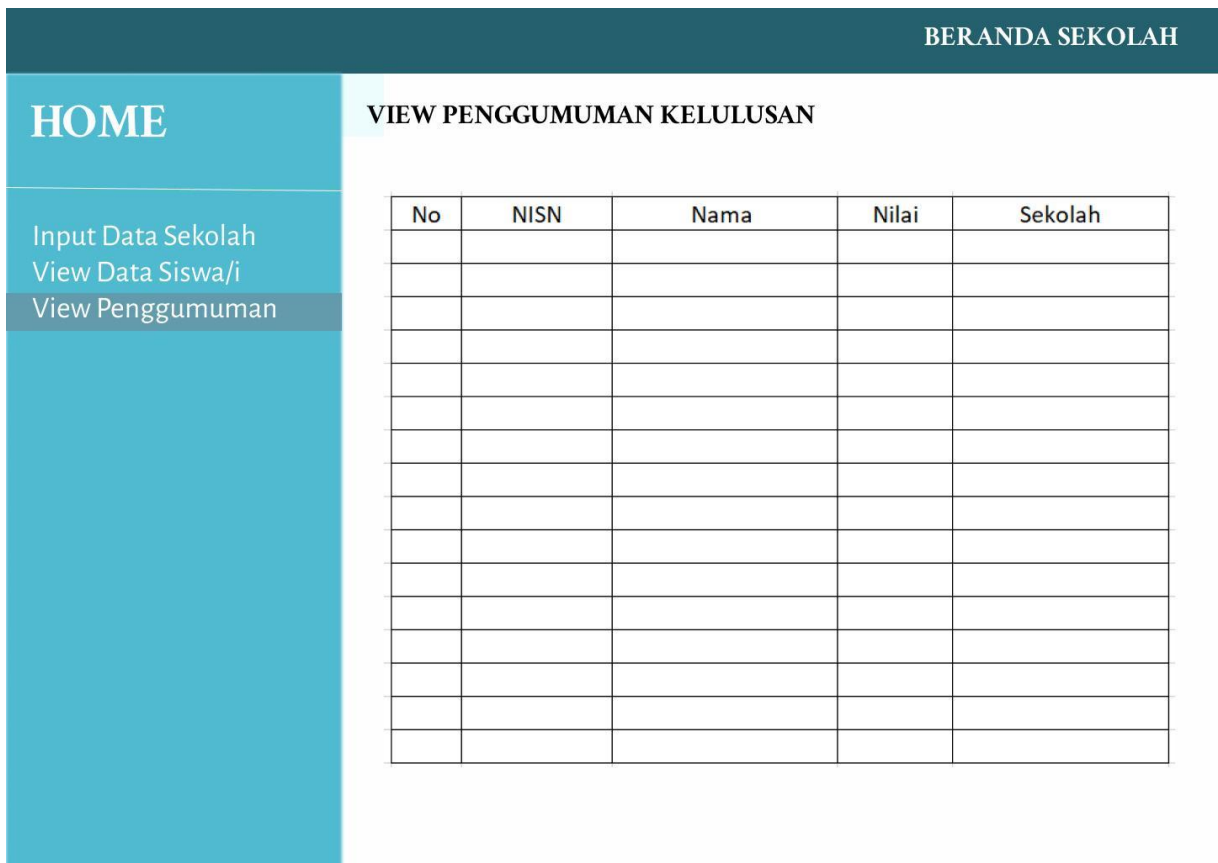 BERANDA SEKOLAH
HOME
Input Data Sekolah
View Data Siswa/i
View Penggumuman
VIEW PENGGUMUMAN KELULUSAN
No NISN Nama Nilai Sekolah